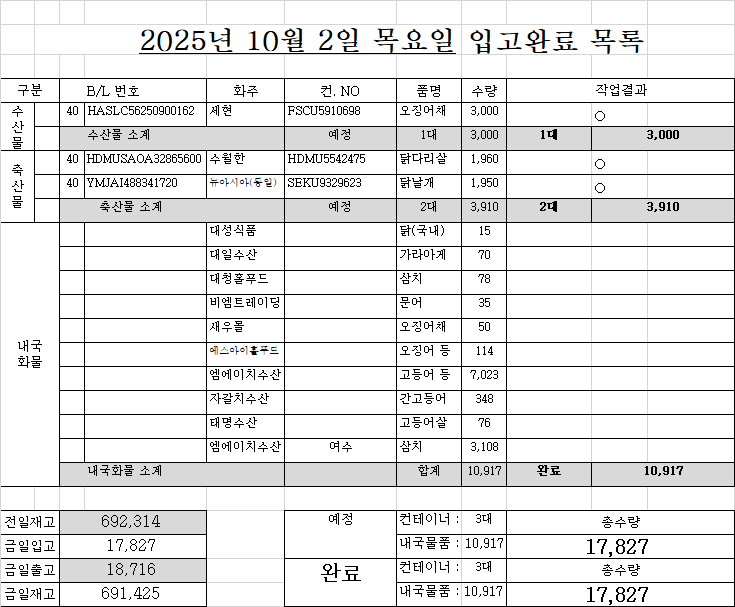 2025년 10월 2일 목요일 입고완료 목록
구분 B/L 번호 화주 컨. NO 품명 수량 작업결과
수산물 40 HASLC56250900162 세현 FSCU5910698 오징어채 3,000 ○
수산물 소계 예정 1대 3,000 1대 3,000
축산물 40 HDMUSAOA32865600 수월한 HDMU5542475 닭다리살 1,960 ○
40 YMJAI488341720 뉴아시아(동일) SEKU9329623 닭날개 1,950 ○
축산물 소계 예정 2대 3,910 2대 3,910
내국화물 대성식품 닭(국내) 15
대일수산 가라아게 70
대청홀푸드 삼치 78
비엠트레이딩 문어 35
새우몰 오징어채 50
에스아이홀푸드 오징어 등 114
엠에이치수산 고등어 등 7,023
자갈치수산 간고등어 348
태명수산 고등어살 76
엠에이치수산 여수 삼치 3,108
내국화물 소계 합계 10,917 완료 10,917
전일재고 692,314 예정 컨테이너 : 3대 총수량
금일입고 17,827 내국물품 : 10,917 17,827
금일출고 18,716 완료 컨테이너 : 3대 총수량
금일재고 691,425 내국물품 : 10,917 17,827